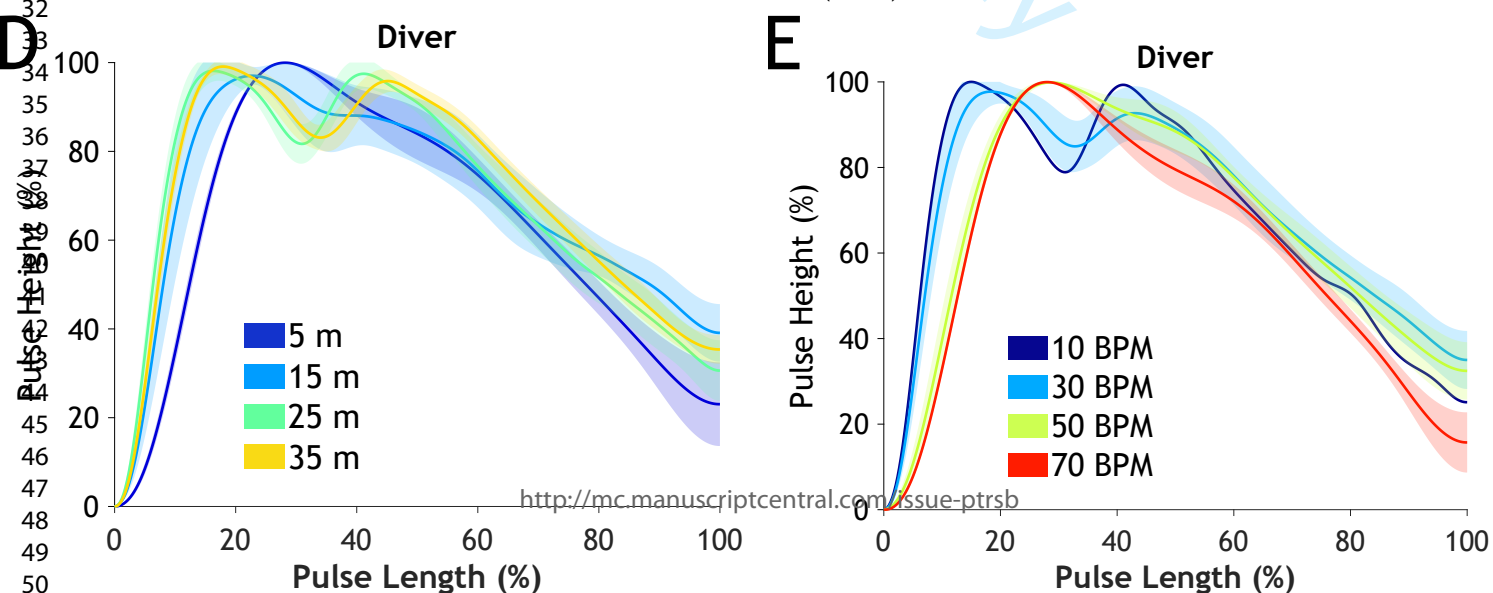 D
Diver
Pulse Height (%)
100
80
60
40
20
0
5 m
15 m
25 m
35 m
0 20 40 60 80 100
Pulse Length (%)
E
Diver
Pulse Height (%)
100
80
60
40
20
0
10 BPM
30 BPM
50 BPM
70 BPM
0 20 40 60 80 100
Pulse Length (%)
32
33
34
35
36
37
38
39
42
43
44
45
46
47
48
49
50
http://mc.manuscriptcentral.com/issue-ptrsb
y